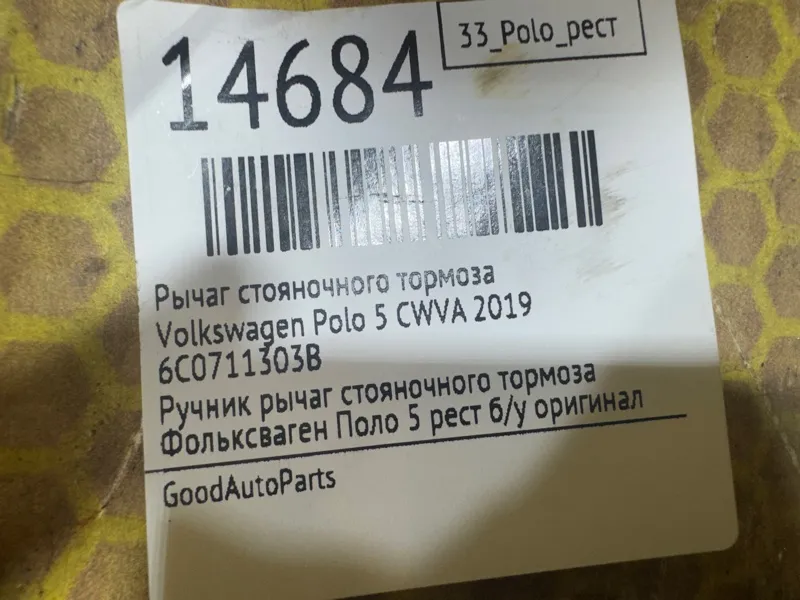 33_Polo_рест
14684
Рычаг стояночного тормоза
Volkswagen Polo 5 CWVA 2019
6C0711303B
Ручник рычаг стояночного тормоза
Фольксваген Поло 5 рест б/у оригинал
GoodAutoParts